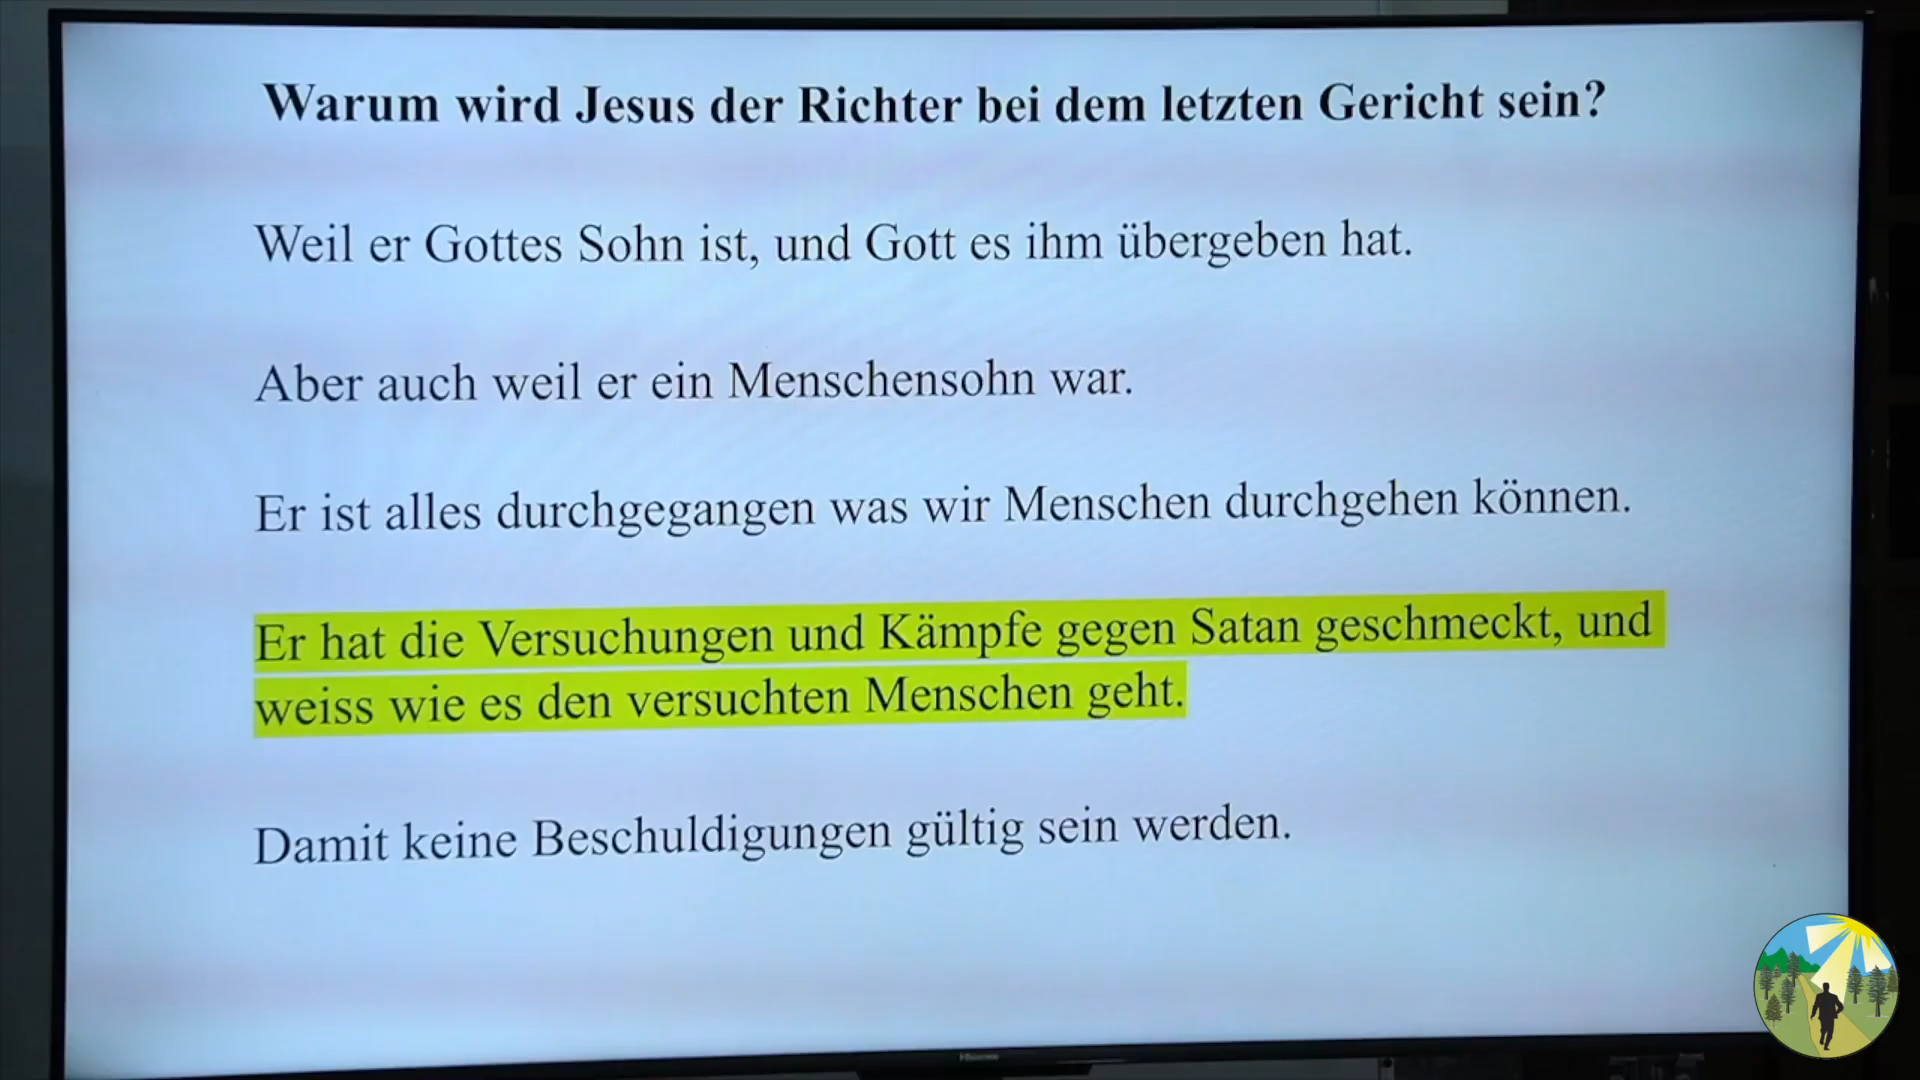 Warum wird Jesus der Richter bei dem letzten Gericht sein?
Weil er Gottes Sohn ist, und Gott es ihm übergeben hat.
Aber auch weil er ein Menschensohn war.
Er ist alles durchgegangen was wir Menschen durchgehen können.
Er hat die Versuchungen und Kämpfe gegen Satan geschmeckt, und
weiss wie es den versuchten Menschen geht.
Damit keine Beschuldigungen gültig sein werden.
Hisense